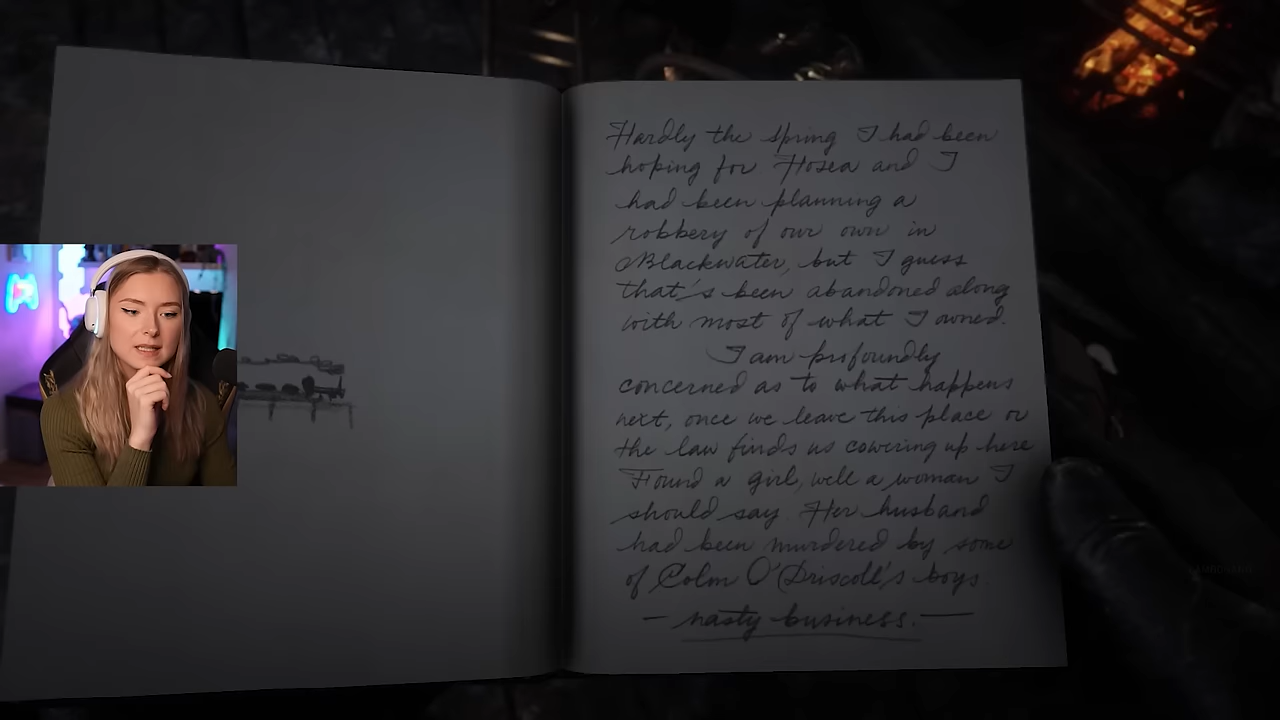 Hardly the spring I had been
hoping for. Hosea and I
had been planning a
robbery of our own in
Blackwater, but I guess
that's been abandoned along
with most of what I owned.
I am profoundly
concerned as to what happens
next, once we leave this place or
the law finds us cowering up here
Found a girl, well a woman I
should say. Her husband
had been murdered by some
of Colm O'Driscoll's boys.
— nasty business. —